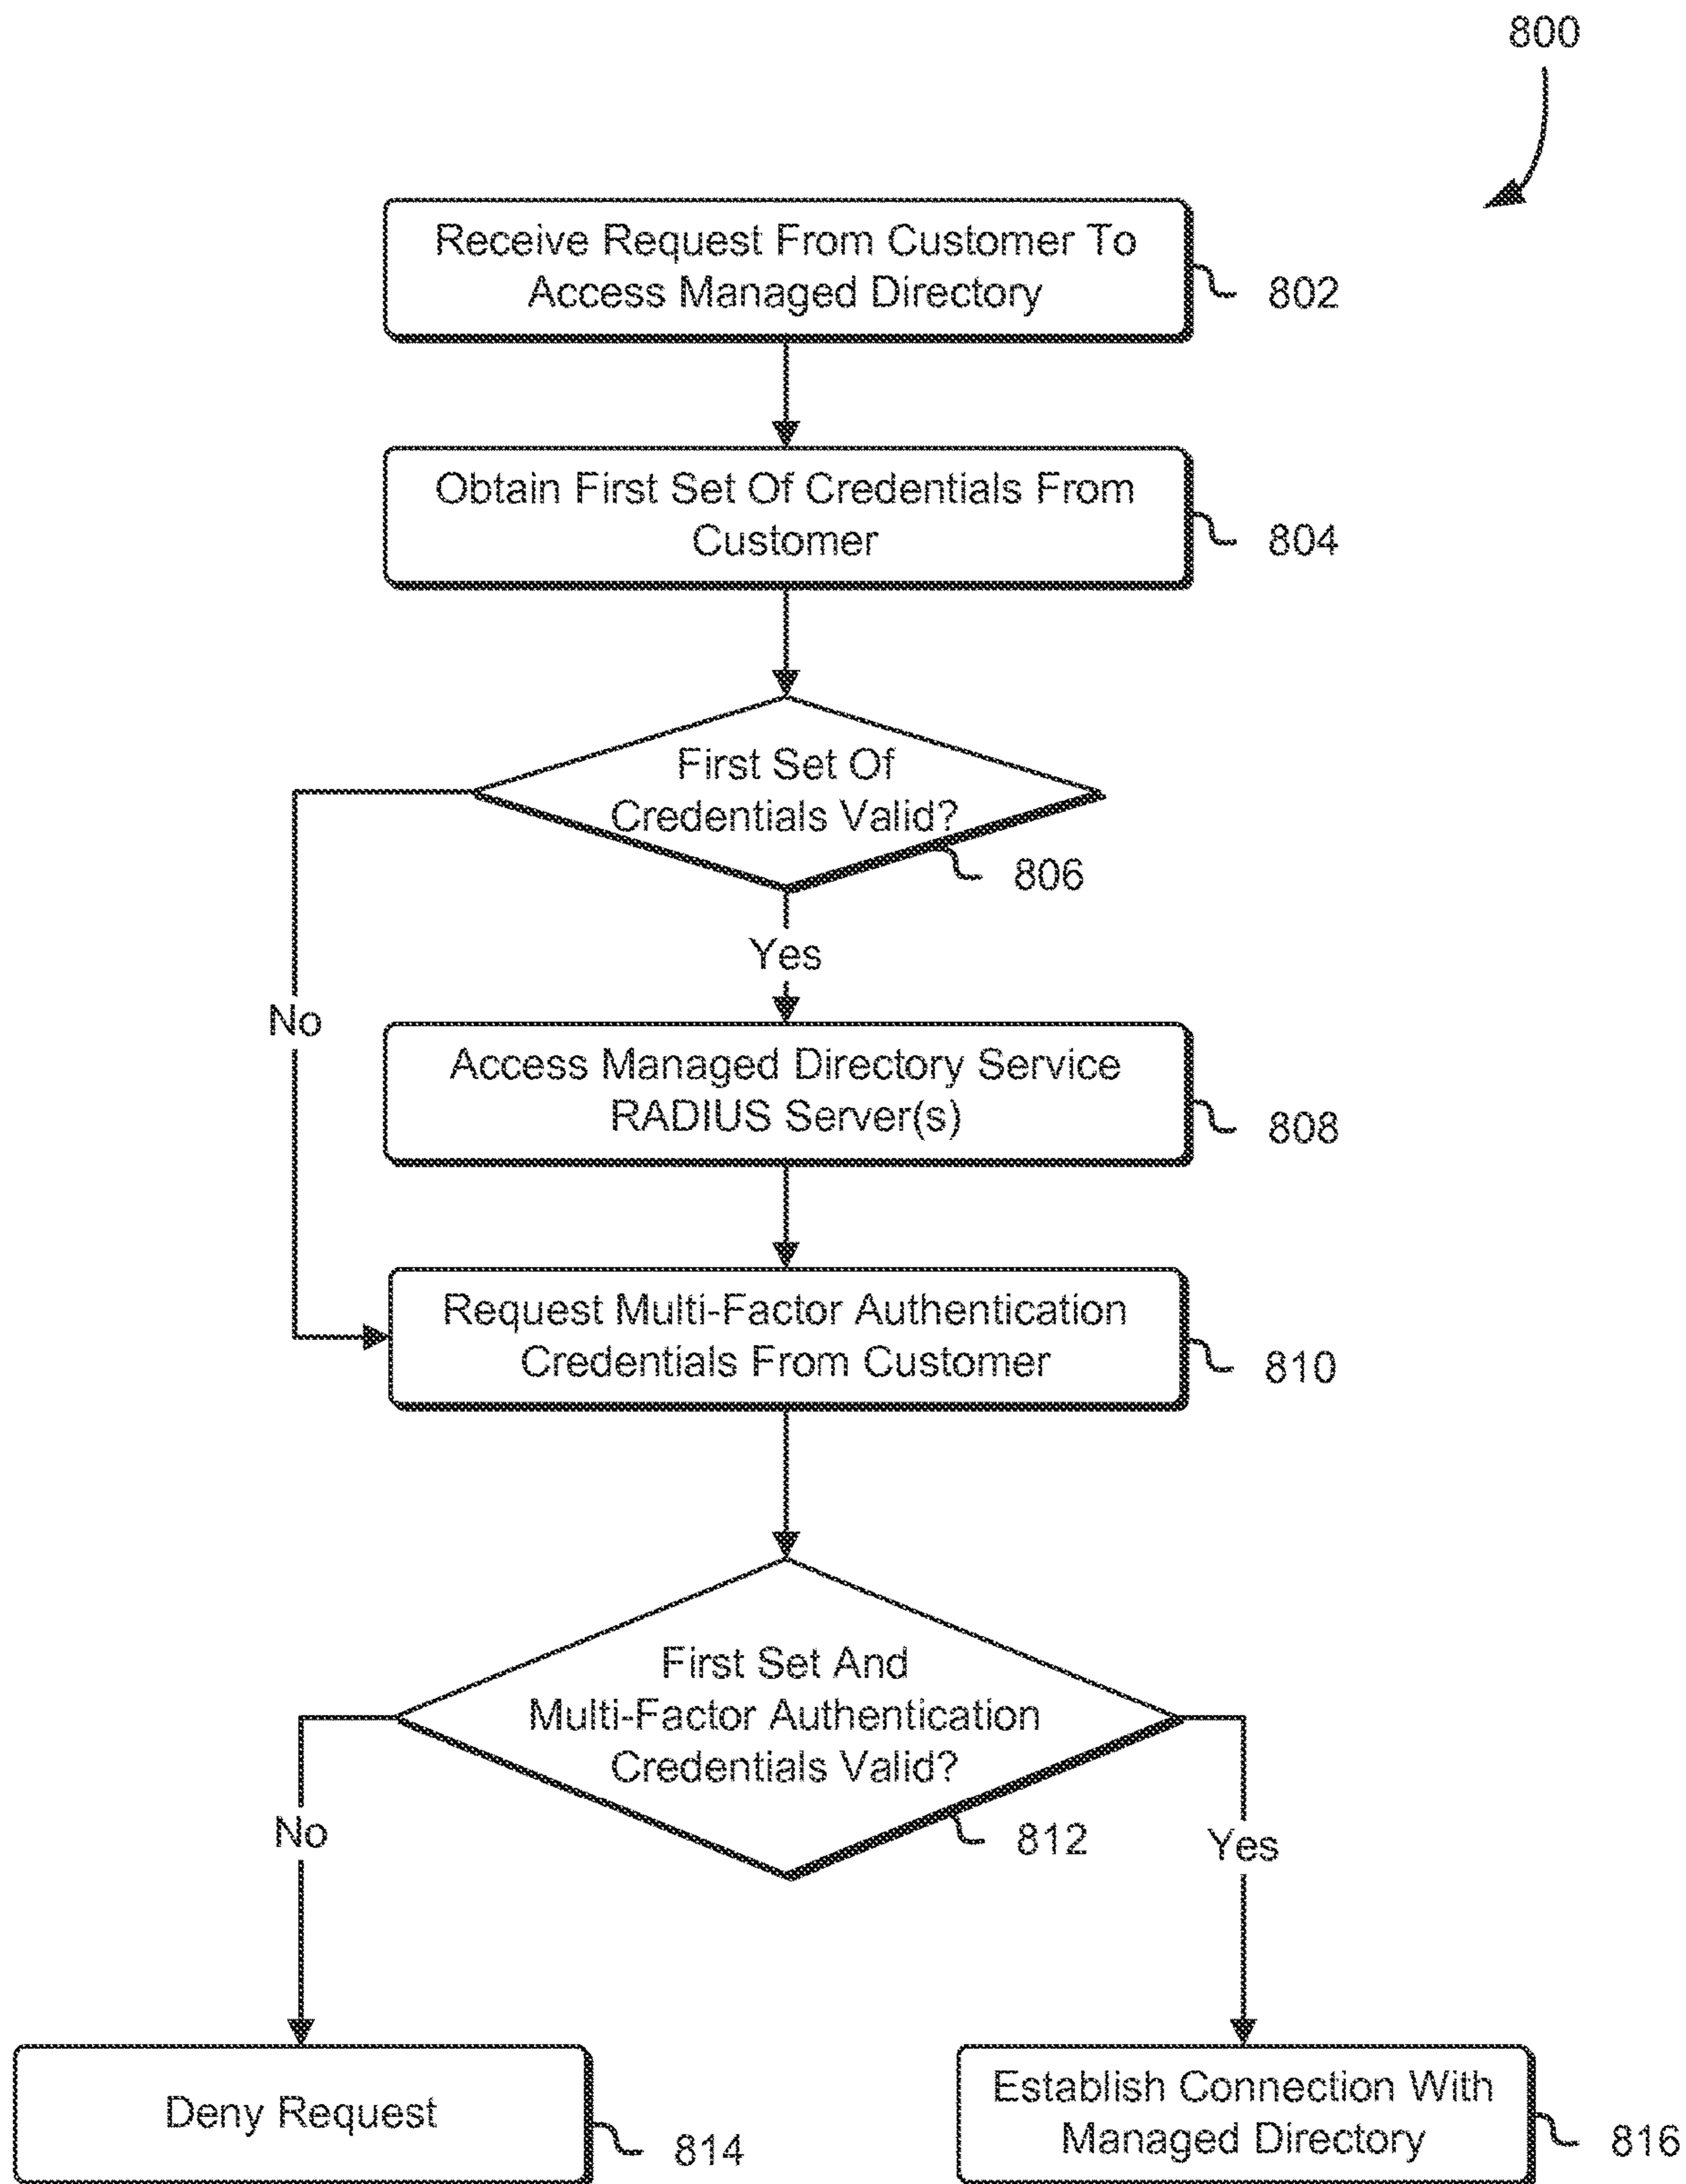 800
Receive Request From Customer To
Access Managed Directory
802
Obtain First Set Of Credentials From
Customer
804
First Set Of
Credentials Valid?
806
Yes
No
Access Managed Directory Service
RADIUS Server(s)
808
Request Multi-Factor Authentication
Credentials From Customer
810
First Set And
Multi-Factor Authentication
Credentials Valid?
812
No
Yes
Deny Request
814
Establish Connection With
Managed Directory
816